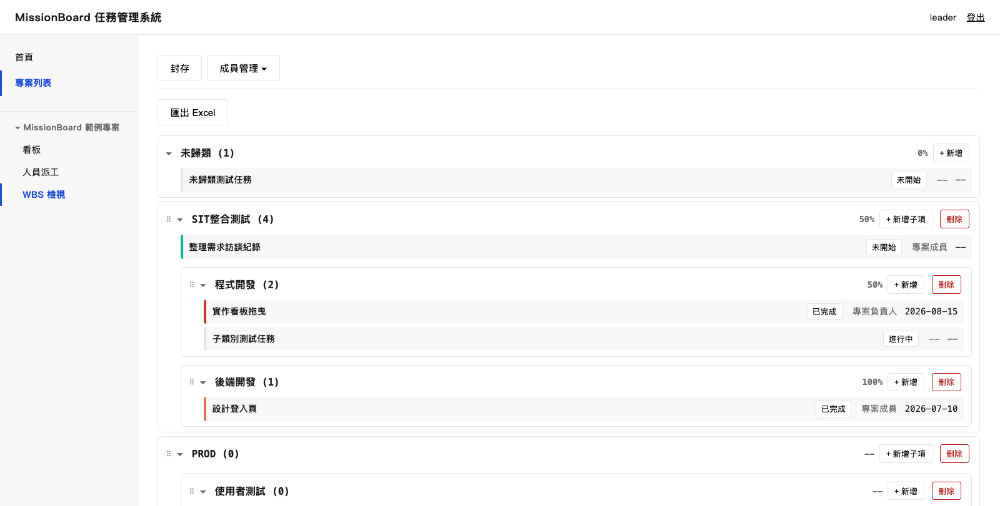 MissionBoard 任務管理系統
leader 登出
首頁
專案列表
MissionBoard 範例專案
看板
人員派工
WBS 檢視
封存 成員管理
匯出 Excel
未歸類 (1) 0% + 新增
未歸類測試任務 未開始 —— ——
SIT整合測試 (4) 50% + 新增子項 刪除
整理需求訪談紀錄 未開始 專案成員 ——
程式開發 (2) 50% + 新增 刪除
實作看板拖曳 已完成 專案負責人 2026-08-15
子類別測試任務 進行中 —— ——
後端開發 (1) 100% + 新增 刪除
設計登入頁 已完成 專案成員 2026-07-10
PROD (0) —— + 新增子項 刪除
使用者測試 (0) —— + 新增 刪除